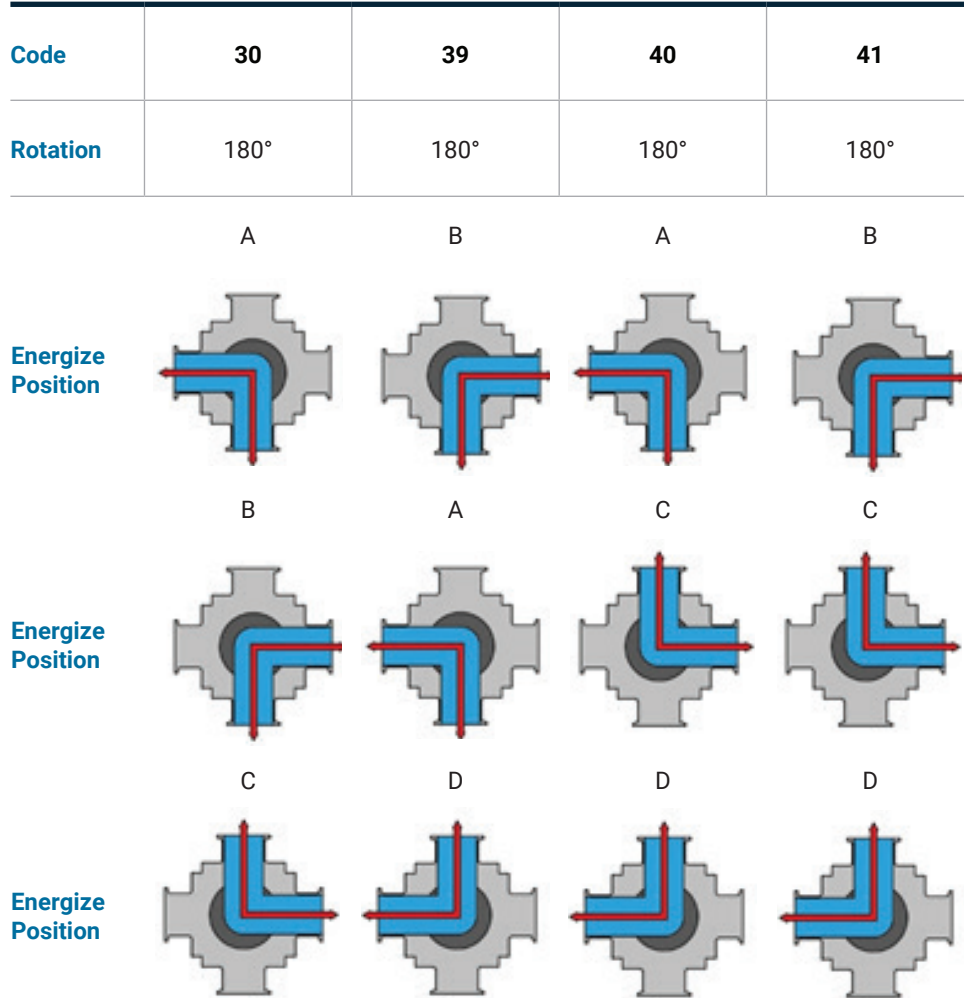 Code 30 39 40 41
Rotation 180° 180° 180° 180°
A B A B
Energize
Position
B A C C
Energize
Position
C D D D
Energize
Position